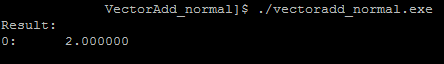 VectorAdd_normal]$ ./vectoradd_normal.exe
Result:
0: 2.000000